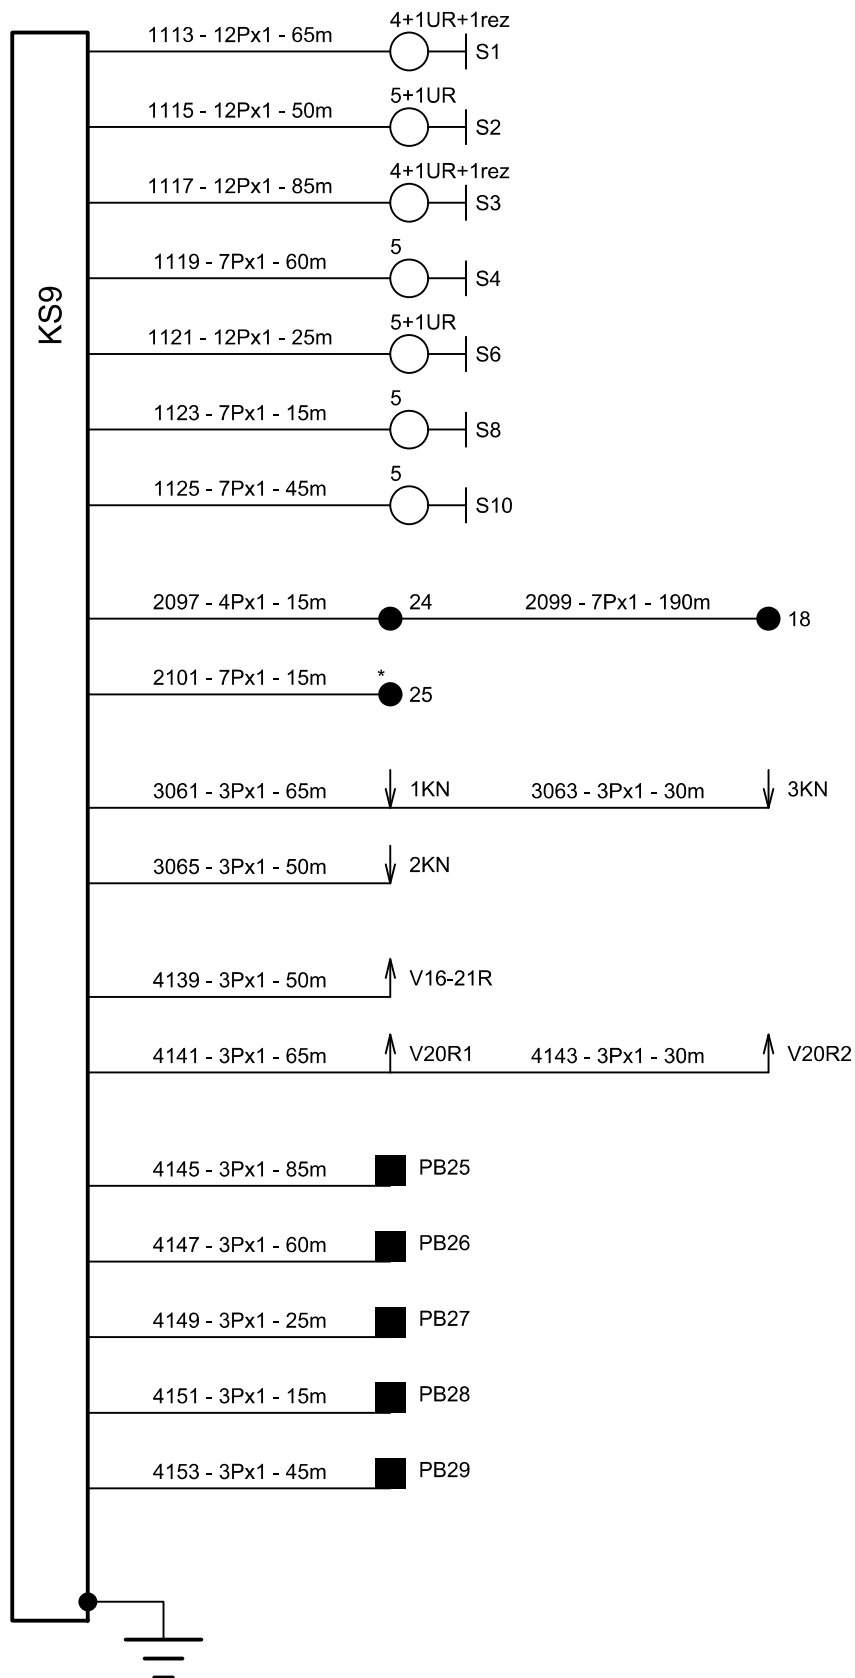 4+1UR+1rez
1113 - 12Px1 - 65m
S1
5+1UR
1115 - 12Px1 - 50m
S2
4+1UR+1rez
1117 - 12Px1 - 85m
S3
5
1119 - 7Px1 - 60m
S4
KS9
5+1UR
1121 - 12Px1 - 25m
S6
5
1123 - 7Px1 - 15m
S8
5
1125 - 7Px1 - 45m
S10
2097 - 4Px1 - 15m
24
2099 - 7Px1 - 190m
18
2101 - 7Px1 - 15m
*
25
3061 - 3Px1 - 65m
1KN
3063 - 3Px1 - 30m
3KN
3065 - 3Px1 - 50m
2KN
4139 - 3Px1 - 50m
V16-21R
4141 - 3Px1 - 65m
V20R1
4143 - 3Px1 - 30m
V20R2
4145 - 3Px1 - 85m
PB25
4147 - 3Px1 - 60m
PB26
4149 - 3Px1 - 25m
PB27
4151 - 3Px1 - 15m
PB28
4153 - 3Px1 - 45m
PB29